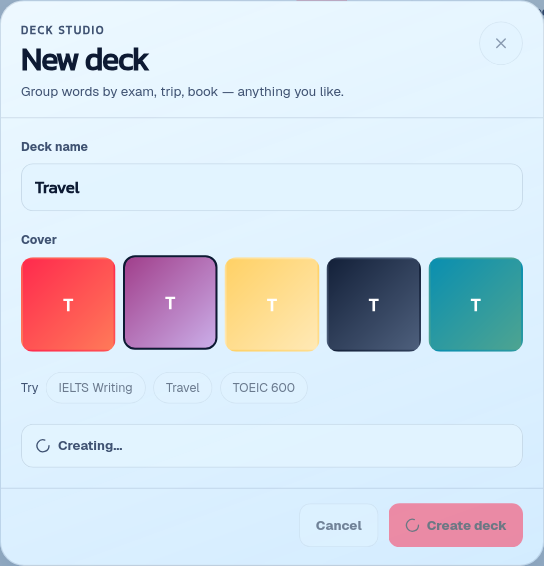 DECK STUDIO
New deck
Group words by exam, trip, book — anything you like.
Deck name
Travel
Cover
T T T T T
Try IELTS Writing Travel TOEIC 600
Creating...
Cancel Create deck